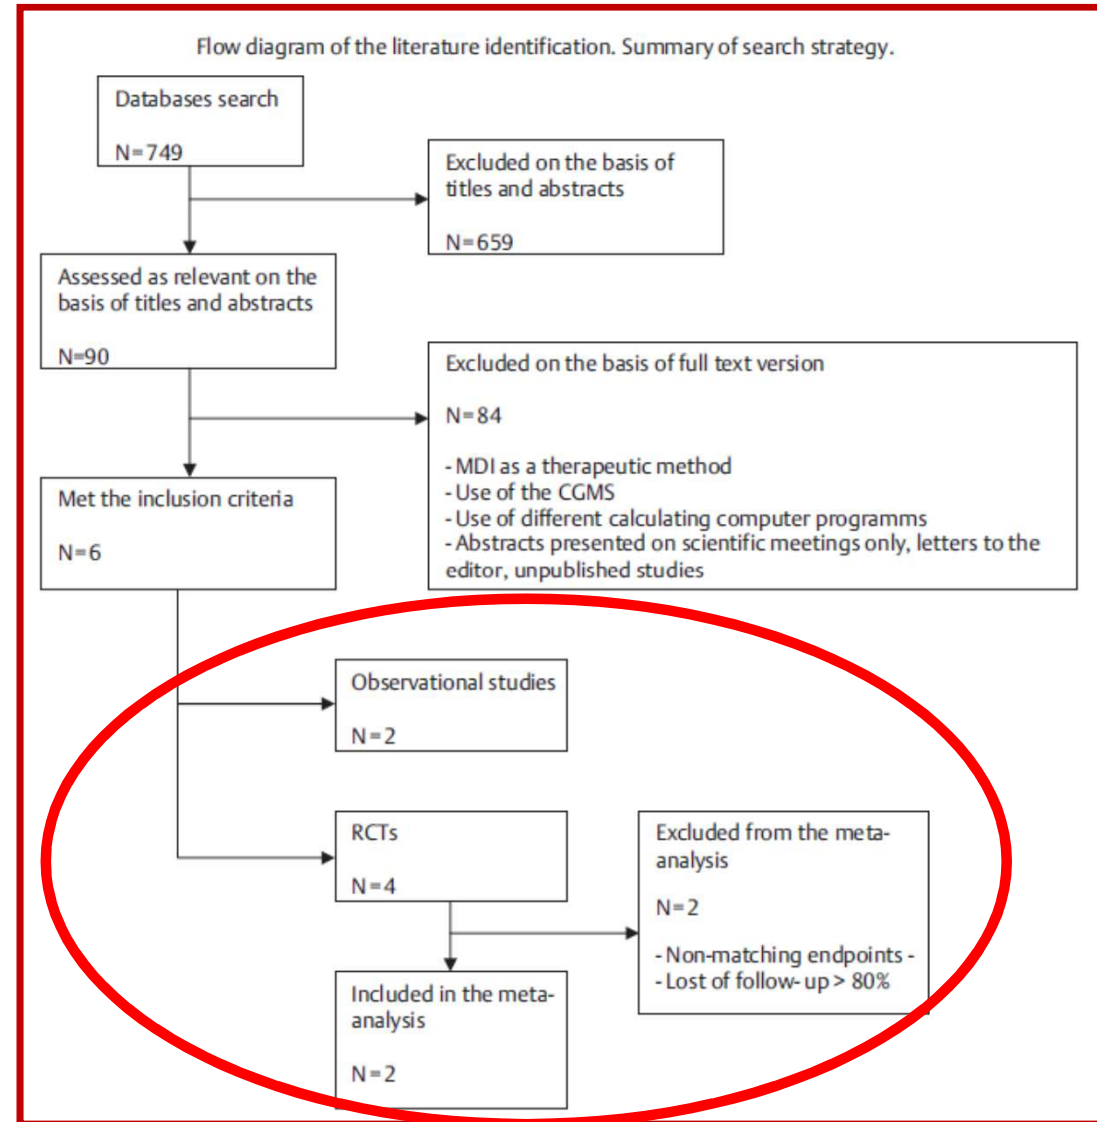 Flow diagram of the literature identification. Summary of search strategy.
Databases search
N=749
Excluded on the basis of
titles and abstracts
N=659
Assessed as relevant on the
basis of titles and abstracts
N=90
Excluded on the basis of full text version
N=84
- MDI as a therapeutic method
- Use of the CGMS
- Use of different calculating computer programms
- Abstracts presented on scientific meetings only, letters to the
editor, unpublished studies
Met the inclusion criteria
N=6
Observational studies
N=2
RCTs
N=4
Excluded from the meta-
analysis
N=2
- Non-matching endpoints -
- Lost of follow-up > 80%
Included in the meta-
analysis
N=2